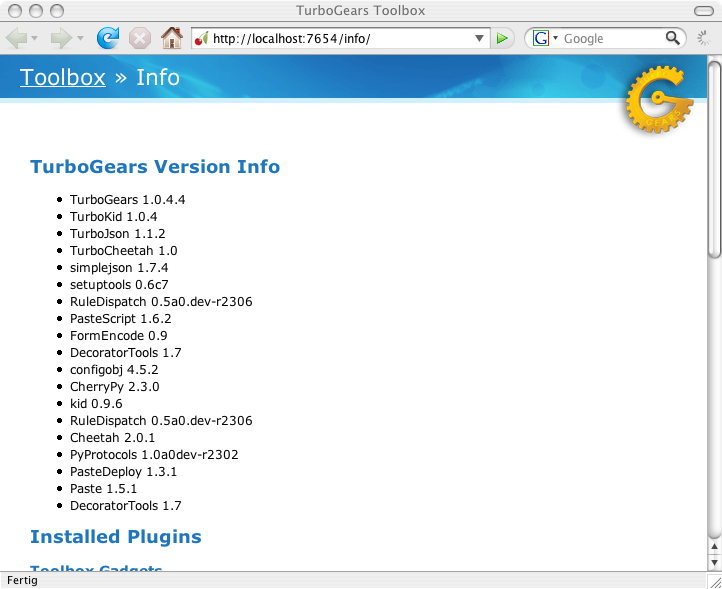 TurboGears Toolbox
http://localhost:7654/info/
G Google
Toolbox » Info
GEARS
TurboGears Version Info
• TurboGears 1.0.4.4
• TurboKid 1.0.4
• TurboJson 1.1.2
• TurboCheetah 1.0
• simplejson 1.7.4
• setuptools 0.6c7
• RuleDispatch 0.5a0.dev-r2306
• PasteScript 1.6.2
• FormEncode 0.9
• DecoratorTools 1.7
• configobj 4.5.2
• CherryPy 2.3.0
• kid 0.9.6
• RuleDispatch 0.5a0.dev-r2306
• Cheetah 2.0.1
• PyProtocols 1.0a0dev-r2302
• PasteDeploy 1.3.1
• Paste 1.5.1
• DecoratorTools 1.7
Installed Plugins
Toolbox Gadgets
Fertig